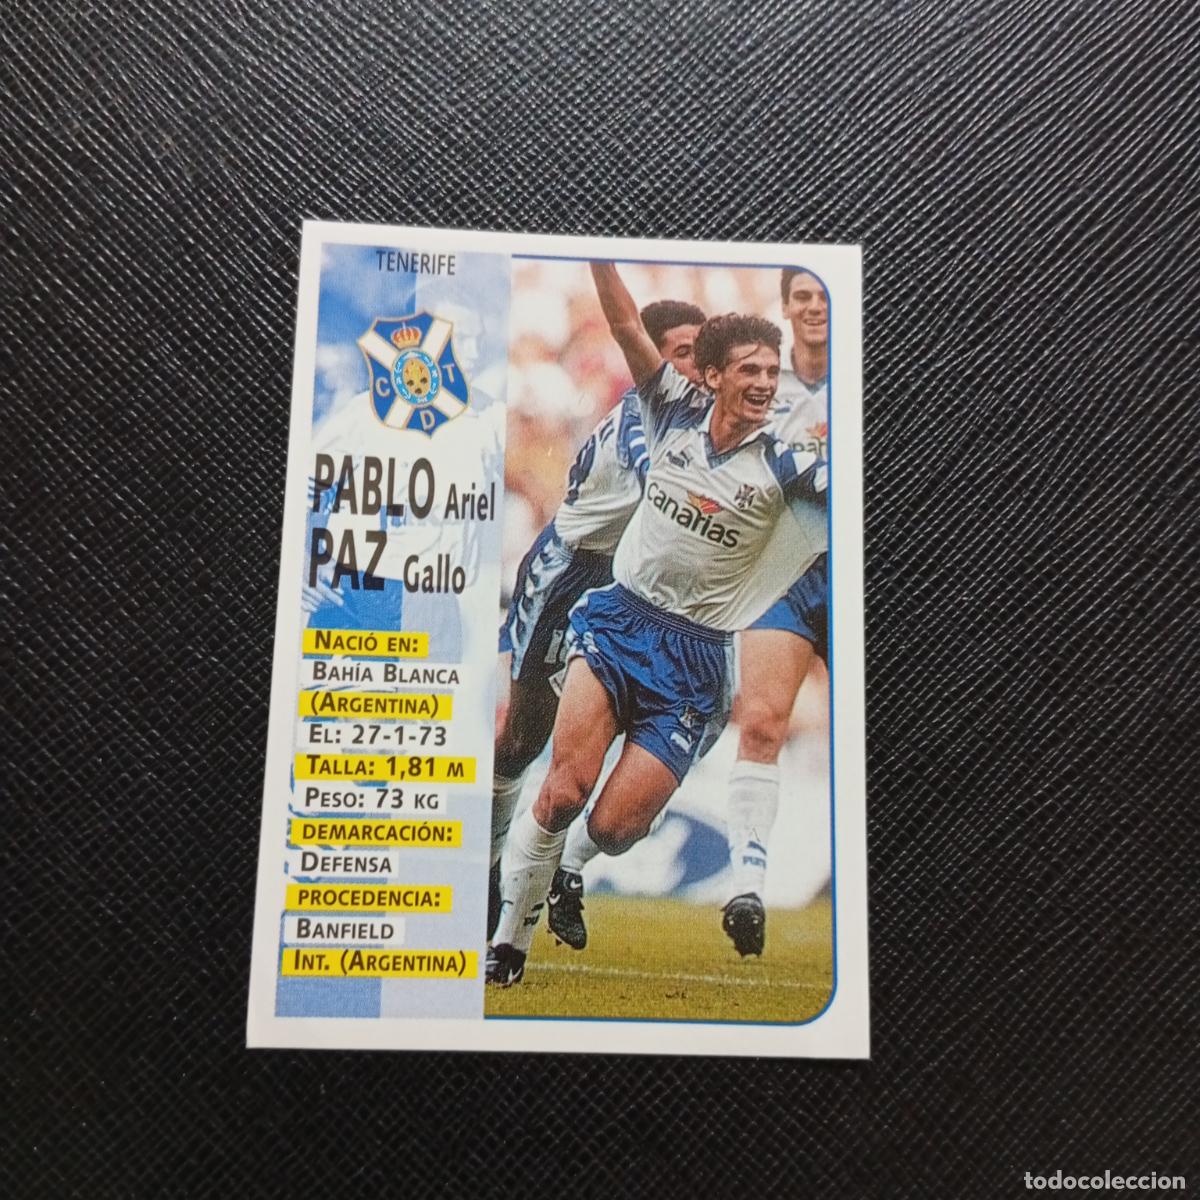 TENERIFE
C T
D
PABLO Ariel
PAZ Gallo
NACIÓ EN:
BAHÍA BLANCA
(ARGENTINA)
EL: 27-1-73
TALLA: 1,81 M
PESO: 73 KG
DEMARCACIÓN:
DEFENSA
PROCEDENCIA:
BANFIELD
INT. (ARGENTINA)
canarias
todocoleccion